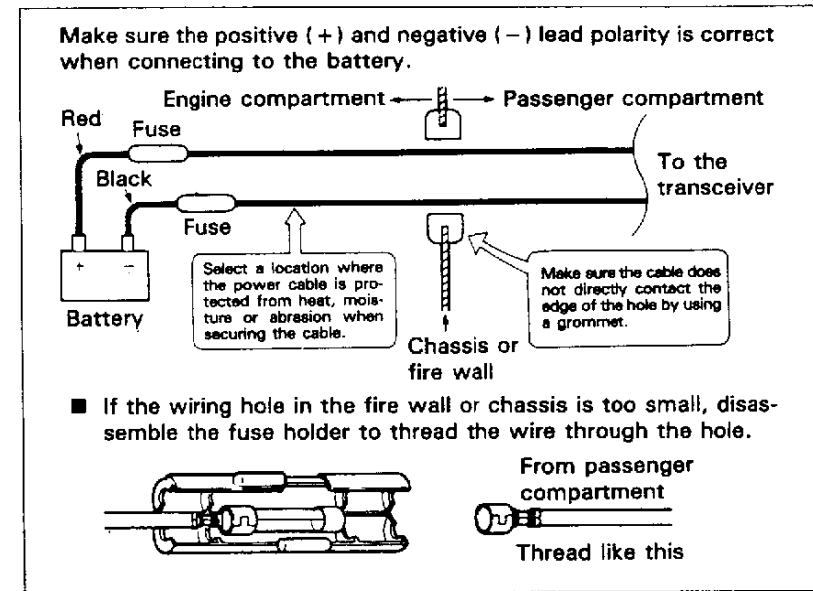 Make sure the positive (+) and negative (−) lead polarity is correct
when connecting to the battery.
Engine compartment
Passenger compartment
Red
Fuse
Black
Fuse
To the
transceiver
+
−
Battery
Select a location where
the power cable is pro-
tected from heat, mois-
ture or abrasion when
securing the cable.
Make sure the cable does
not directly contact the
edge of the hole by using
a grommet.
Chassis or
fire wall
■ If the wiring hole in the fire wall or chassis is too small, disas-
semble the fuse holder to thread the wire through the hole.
From passenger
compartment
Thread like this